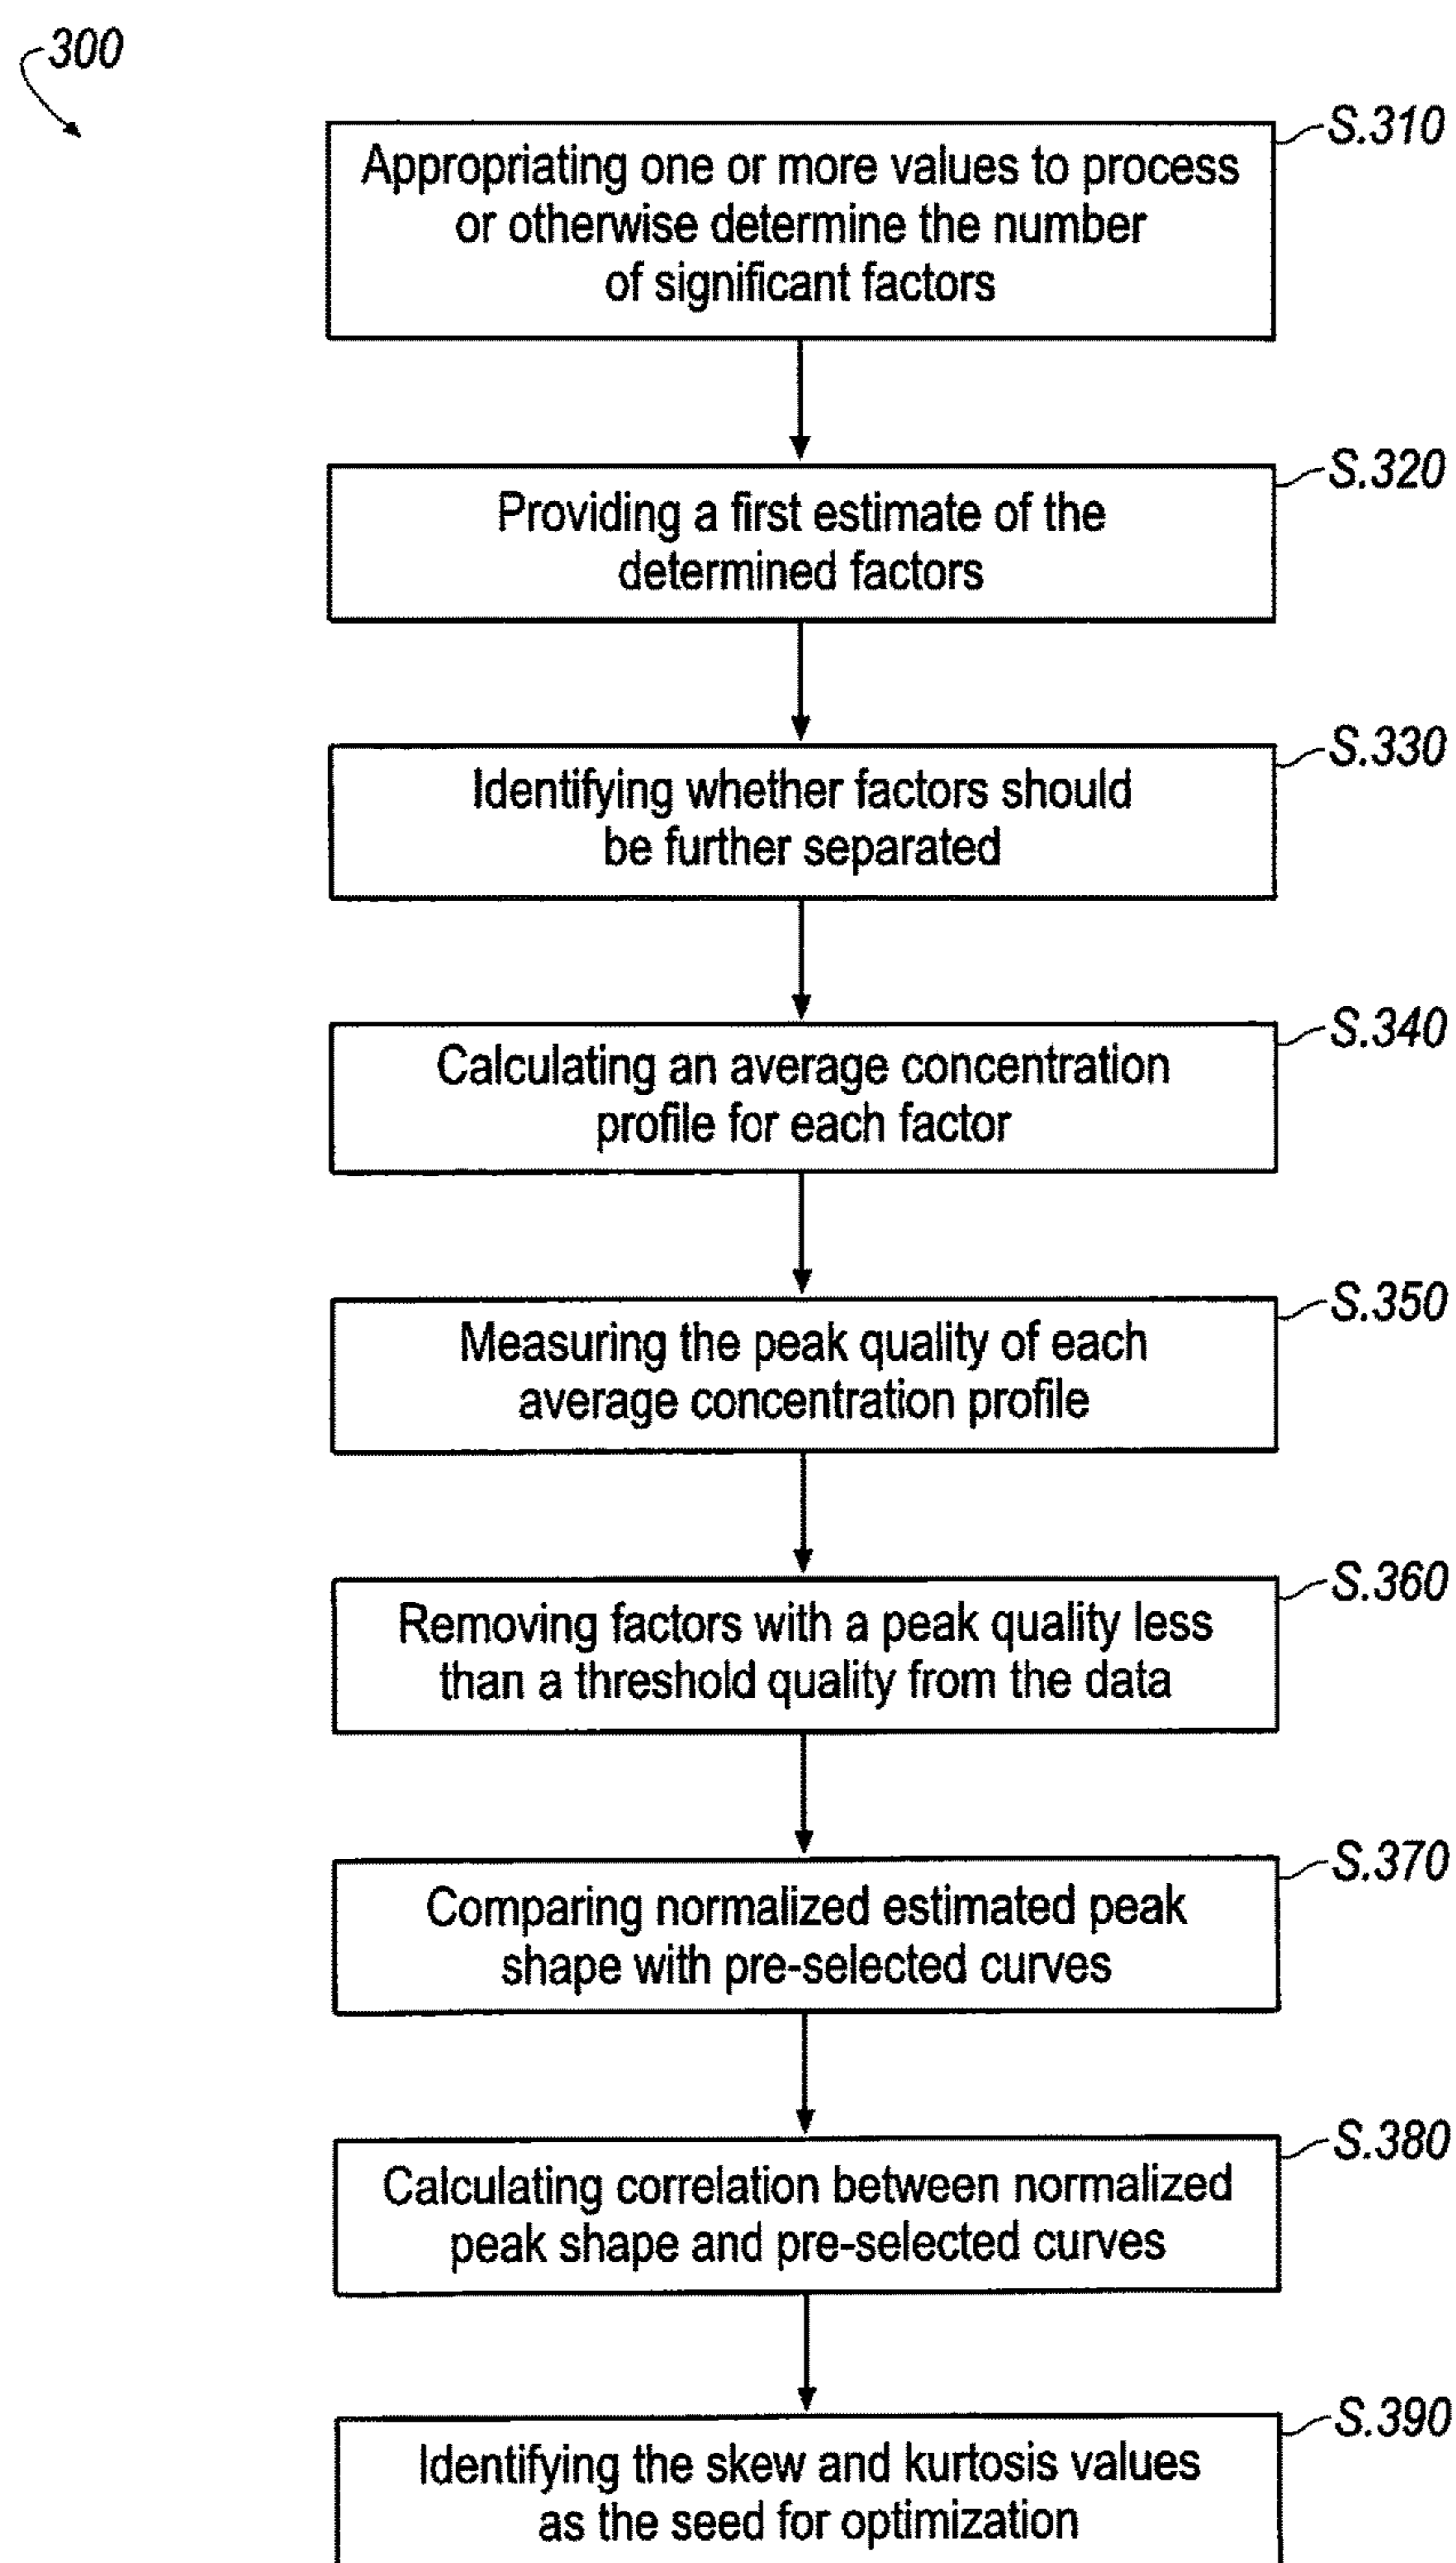 300
S.310
Appropriating one or more values to process
or otherwise determine the number
of significant factors
S.320
Providing a first estimate of the
determined factors
S.330
Identifying whether factors should
be further separated
S.340
Calculating an average concentration
profile for each factor
S.350
Measuring the peak quality of each
average concentration profile
S.360
Removing factors with a peak quality less
than a threshold quality from the data
S.370
Comparing normalized estimated peak
shape with pre-selected curves
S.380
Calculating correlation between normalized
peak shape and pre-selected curves
S.390
Identifying the skew and kurtosis values
as the seed for optimization